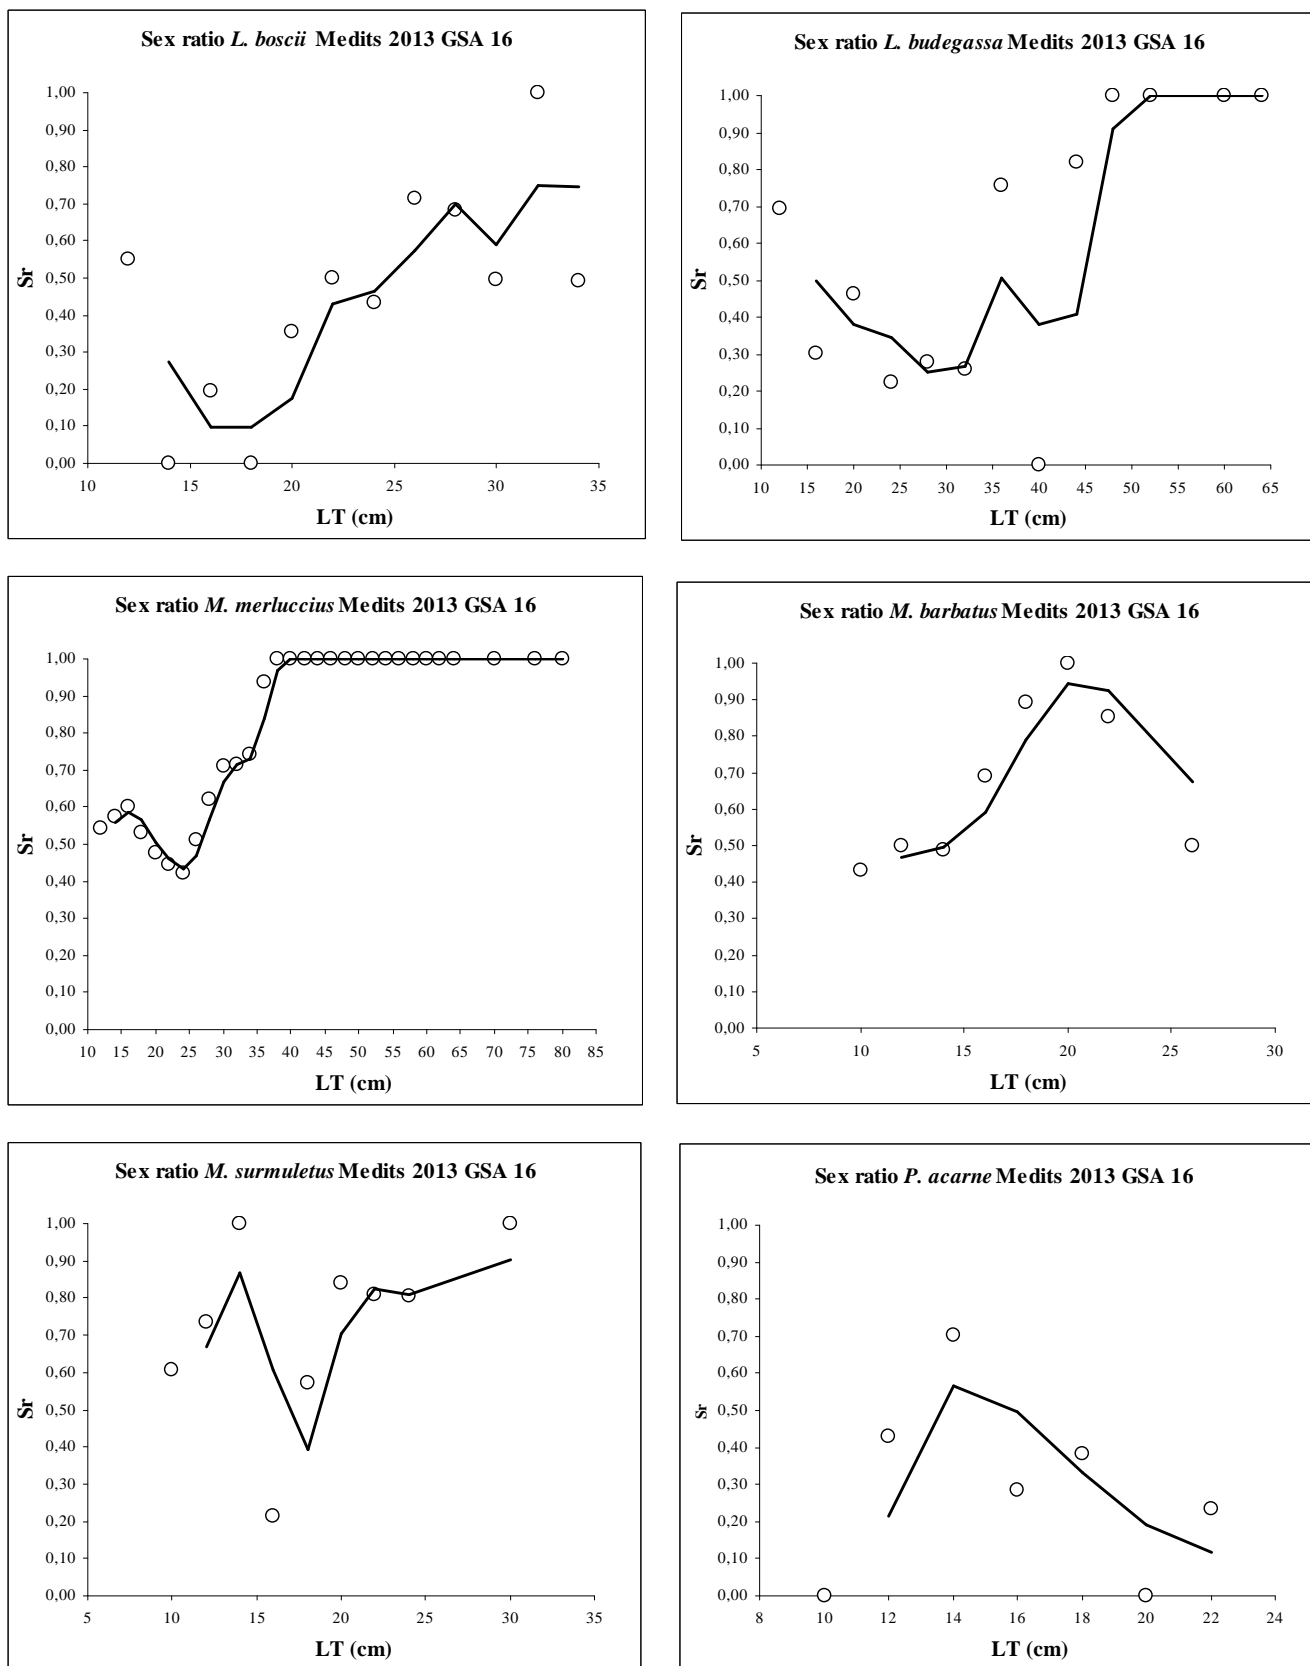 Sex ratio L. boscii Medits 2013 GSA 16
1,00
0,90
0,80
0,70
0,60
0,50
0,40
0,30
0,20
0,10
0,00
Sr
10 15 20 25 30 35
LT (cm)
Sex ratio L. budegassa Medits 2013 GSA 16
1,00
0,90
0,80
0,70
0,60
0,50
0,40
0,30
0,20
0,10
0,00
Sr
10 15 20 25 30 35 40 45 50 55 60 65
LT (cm)
Sex ratio M. merluccius Medits 2013 GSA 16
1,00
0,90
0,80
0,70
0,60
0,50
0,40
0,30
0,20
0,10
0,00
Sr
10 15 20 25 30 35 40 45 50 55 60 65 70 75 80 85
LT (cm)
Sex ratio M. barbatus Medits 2013 GSA 16
1,00
0,90
0,80
0,70
0,60
0,50
0,40
0,30
0,20
0,10
0,00
Sr
5 10 15 20 25 30
LT (cm)
Sex ratio M. surmuletus Medits 2013 GSA 16
1,00
0,90
0,80
0,70
0,60
0,50
0,40
0,30
0,20
0,10
0,00
Sr
5 10 15 20 25 30 35
LT (cm)
Sex ratio P. acarne Medits 2013 GSA 16
1,00
0,90
0,80
0,70
0,60
0,50
0,40
0,30
0,20
0,10
0,00
Sr
8 10 12 14 16 18 20 22 24
LT (cm)